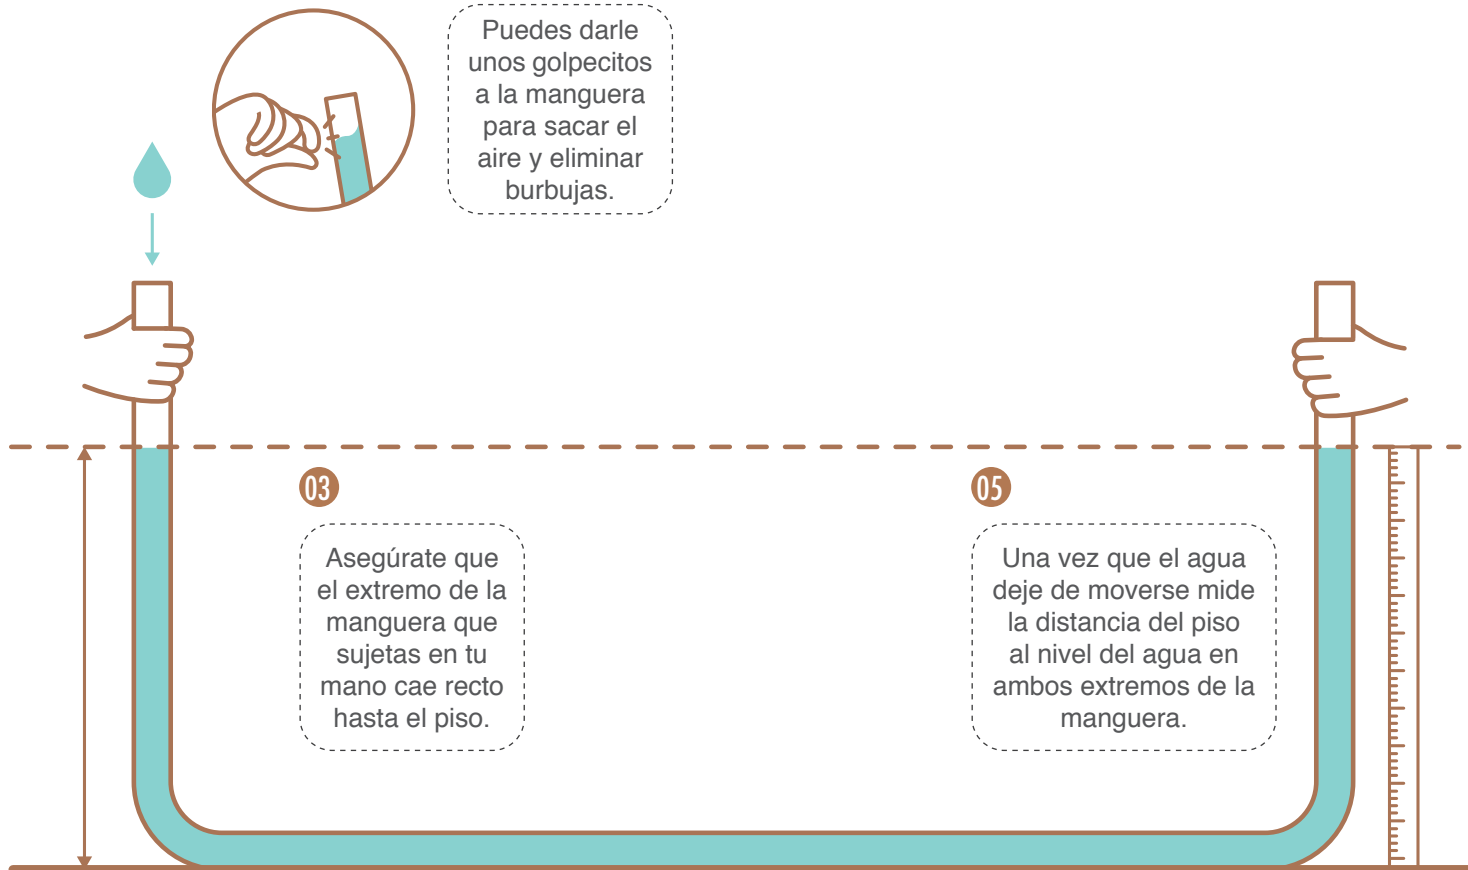 Puedes darle
unos golpecitos
a la manguera
para sacar el
aire y eliminar
burbujas.
03
Asegúrate que
el extremo de la
manguera que
sujetas en tu
mano cae recto
hasta el piso.
05
Una vez que el agua
deje de moverse mide
la distancia del piso
al nivel del agua en
ambos extremos de la
manguera.